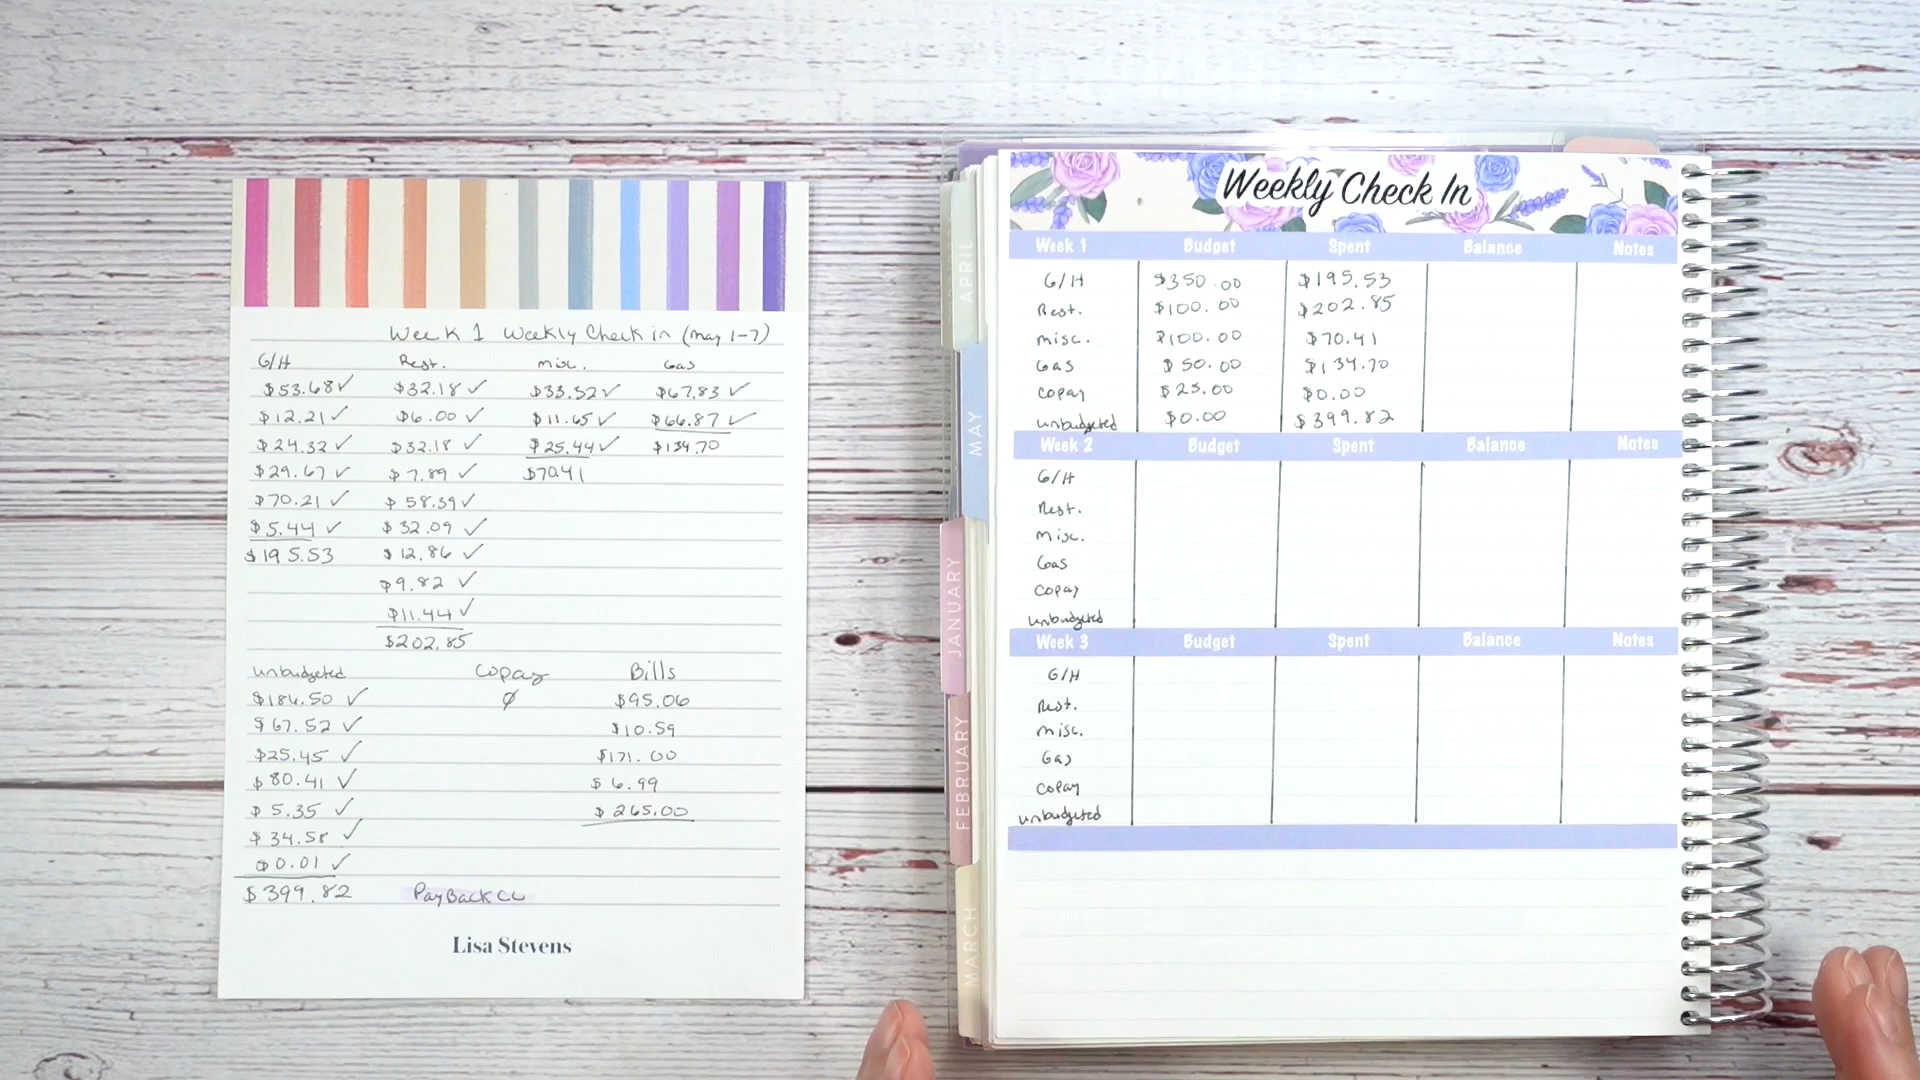 Week 1 Weekly Check in (May 1-7)
G/H Rest. misc. Gas
$53.68✓ $32.18 ✓ $33.32✓ $67.83 ✓
$12.21 ✓ $6.00 ✓ $11.65 ✓ $66.87 ✓
$24.32 ✓ $32.18 ✓ $25.44✓ $134.70
$29.67 ✓ $7.89 ✓ $70.41
$70.21 ✓ $58.39✓
$5.44 ✓ $32.09 ✓
$195.53 $12.86 ✓
$9.82 ✓
$11.44 ✓
$202.85
unbudgeted Copay Bills
$186.50 ✓ ∅ $95.06
$67.52 ✓ $10.59
$25.45 ✓ $171.00
$80.41 ✓ $6.99
$5.35 ✓ $265.00
$34.58 ✓
$0.01 ✓
$399.82 PayBack CC
Lisa Stevens
APRIL
MAY
JANUARY
FEBRUARY
MARCH
Weekly Check In
Week 1 Budget Spent Balance Notes
G/H $350.00 $195.53
Rest. $100.00 $202.85
misc. $100.00 $70.41
Gas $50.00 $134.70
copay $25.00 $0.00
unbudgeted $0.00 $399.82
Week 2 Budget Spent Balance Notes
G/H
Rest.
misc.
Gas
copay
unbudgeted
Week 3 Budget Spent Balance Notes
G/H
Rest.
misc.
Gas
copay
unbudgeted